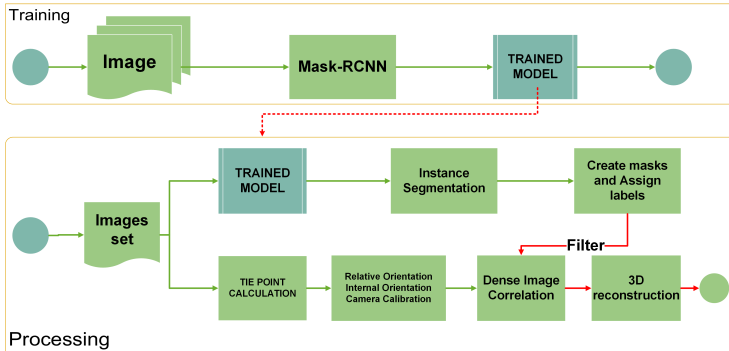 Training
Image
Mask-RCNN
TRAINED
MODEL
TRAINED
MODEL
Instance
Segmentation
Create masks
and Assign
labels
Images
set
Filter
TIE POINT
CALCULATION
Relative Orientation
Internal Orientation
Camera Calibration
Dense Image
Correlation
3D
reconstruction
Processing